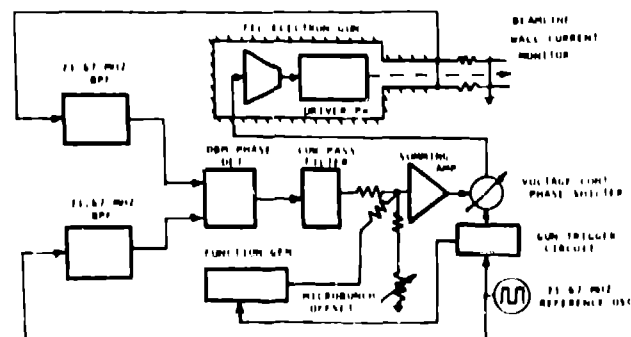 FEL ELECTRON GUN
BEAMLINE
WALL CURRENT
MONITOR
21.67 MHZ
BPF
DRIVER PA
DBM PHASE
DET
LOW PASS
FILTER
SUMMING
AMP
VOLTAGE CONT
PHASE SHIFTER
21.67 MHZ
BPF
GUN TRIGGER
CIRCUIT
FUNCTION GEN
MICROBUNCH
OFFSET
21.67 MHZ
REFERENCE OSC